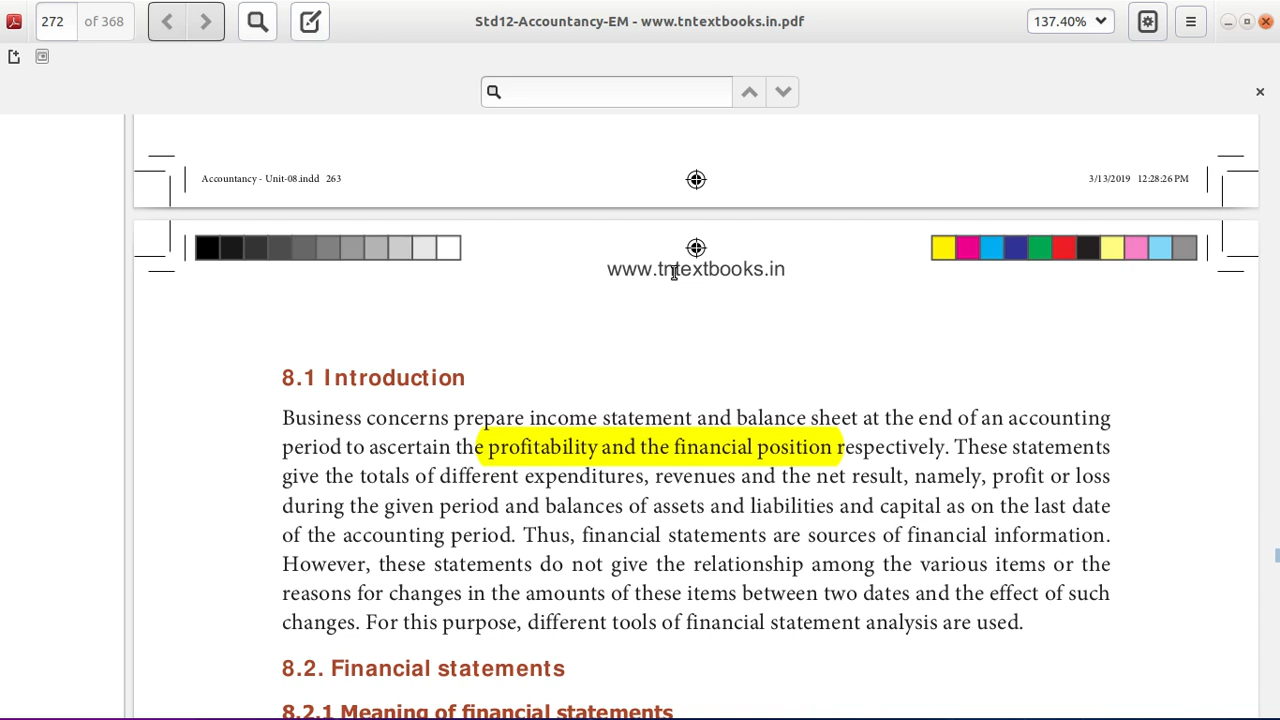 272 of 368
Std12-Accountancy-EM - www.tntextbooks.in.pdf
137.40%
Accountancy - Unit-08.indd 263
3/13/2019 12:28:26 PM
www.tntextbooks.in
8.1 Introduction
Business concerns prepare income statement and balance sheet at the end of an accounting
period to ascertain the profitability and the financial position respectively. These statements
give the totals of different expenditures, revenues and the net result, namely, profit or loss
during the given period and balances of assets and liabilities and capital as on the last date
of the accounting period. Thus, financial statements are sources of financial information.
However, these statements do not give the relationship among the various items or the
reasons for changes in the amounts of these items between two dates and the effect of such
changes. For this purpose, different tools of financial statement analysis are used.
8.2. Financial statements
8.2.1 Meaning of financial statements